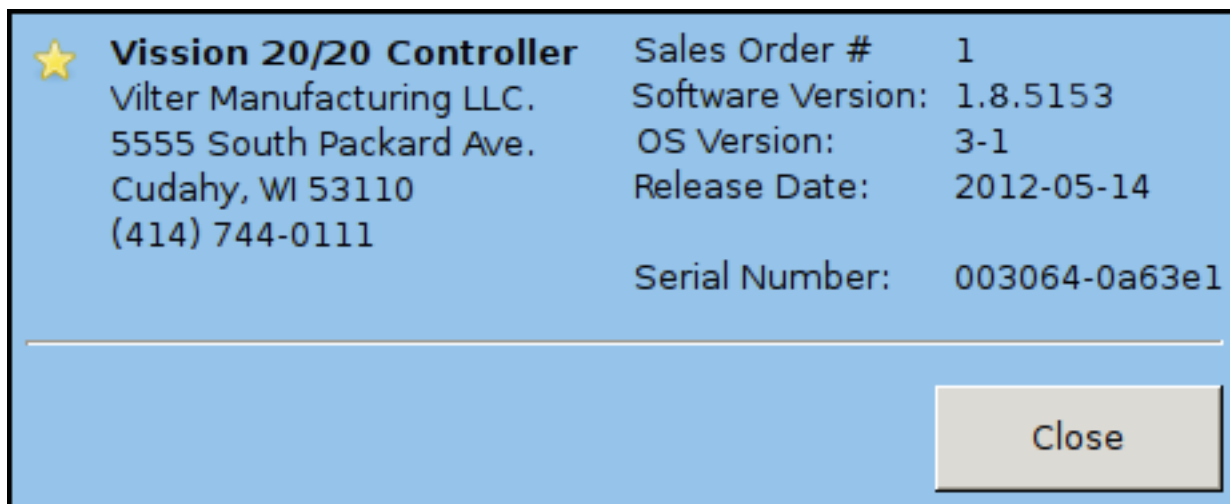 Vission 20/20 Controller
Vilter Manufacturing LLC.
5555 South Packard Ave.
Cudahy, WI 53110
(414) 744-0111
Sales Order # 1
Software Version: 1.8.5153
OS Version: 3-1
Release Date: 2012-05-14
Serial Number: 003064-0a63e1
Close